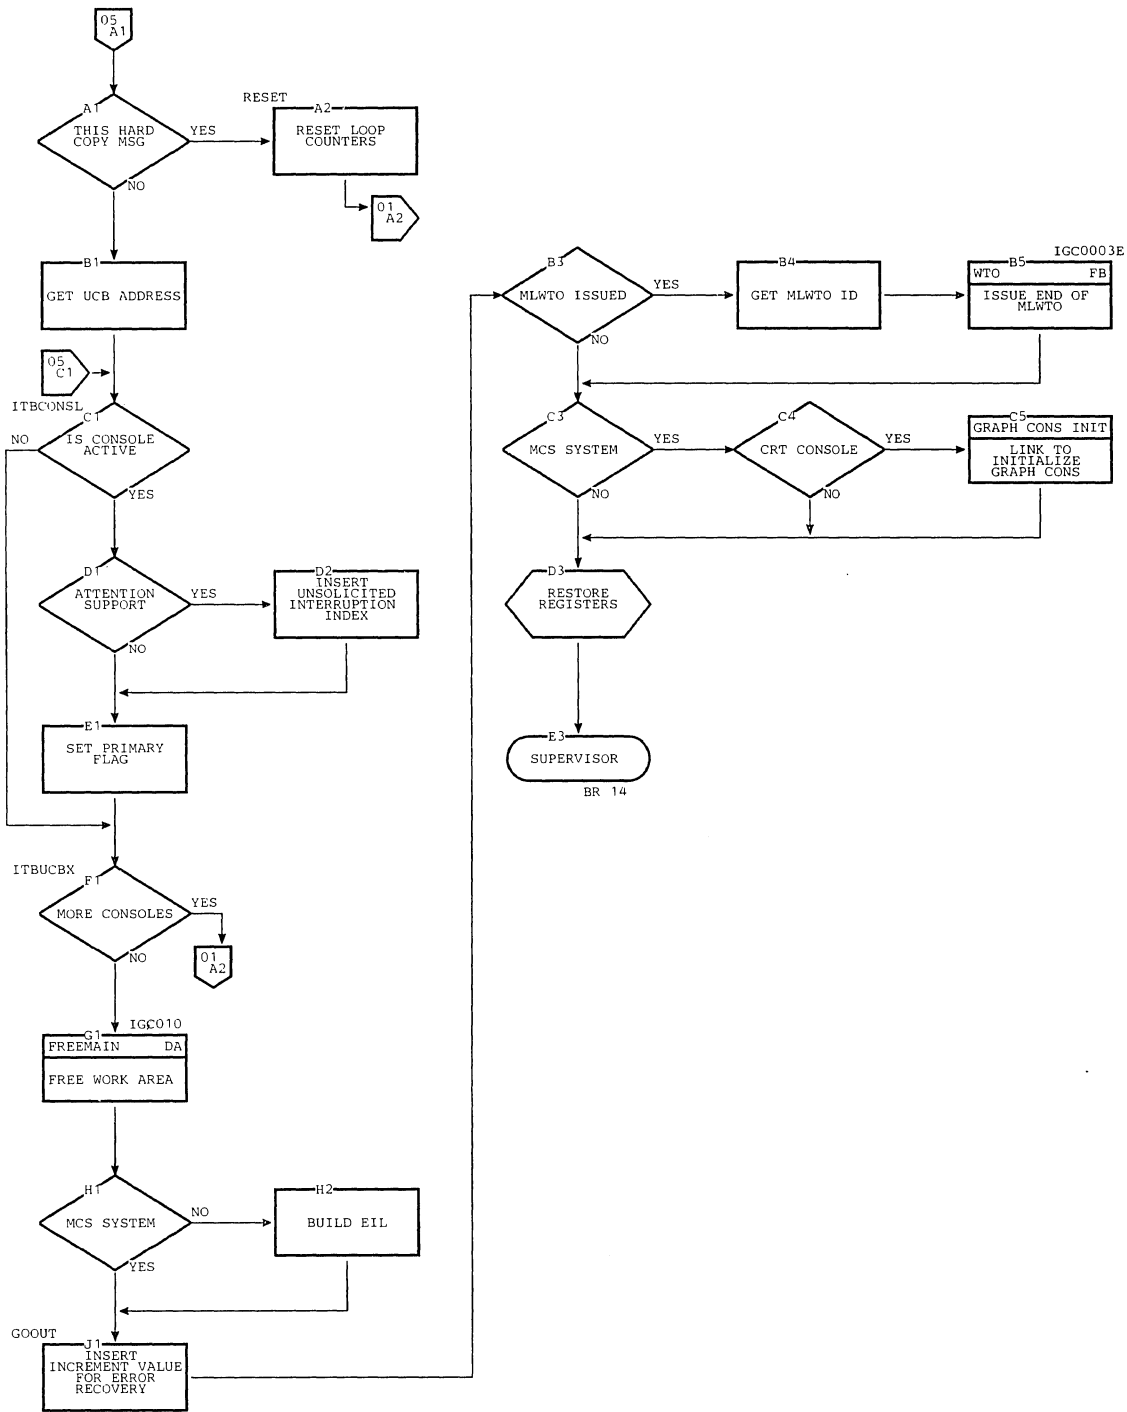 05
A1
A1
THIS HARD
COPY MSG
YES
NO
RESET
A2
RESET LOOP
COUNTERS
01
A2
B1
GET UCB ADDRESS
05
C1
ITBCONSL
C1
IS CONSOLE
ACTIVE
NO
YES
D1
ATTENTION
SUPPORT
YES
NO
D2
INSERT
UNSOLICITED
INTERRUPTION
INDEX
E1
SET PRIMARY
FLAG
ITBUCBX
F1
MORE CONSOLES
YES
NO
01
A2
IGC010
G1
FREEMAIN DA
FREE WORK AREA
H1
MCS SYSTEM
NO
YES
H2
BUILD EIL
GOOUT
J1
INSERT
INCREMENT VALUE
FOR ERROR
RECOVERY
B3
MLWTO ISSUED
YES
NO
B4
GET MLWTO ID
IGC0003E
B5
WTO FB
ISSUE END OF
MLWTO
C3
MCS SYSTEM
YES
NO
C4
CRT CONSOLE
YES
NO
C5
GRAPH CONS INIT
LINK TO
INITIALIZE
GRAPH CONS
D3
RESTORE
REGISTERS
E3
SUPERVISOR
BR 14